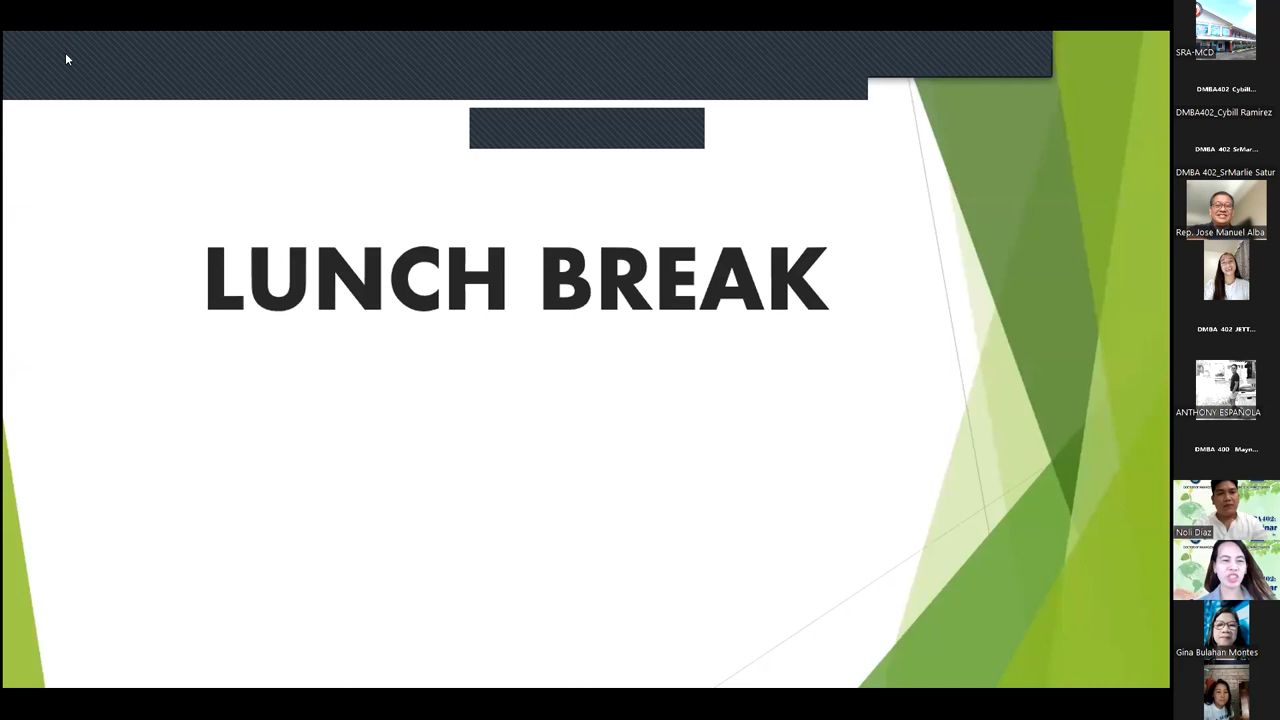 LUNCH BREAK
SRA-MCD
DMBA402 Cybill...
DMBA402_Cybill Ramirez
DMBA 402 SrMar...
DMBA 402_SrMarlie Satur
Rep. Jose Manuel Alba
DMBA 402 JETT...
ANTHONY ESPAÑOLA
DMBA 400 Mayn...
Noli Diaz
Gina Bulahan Montes